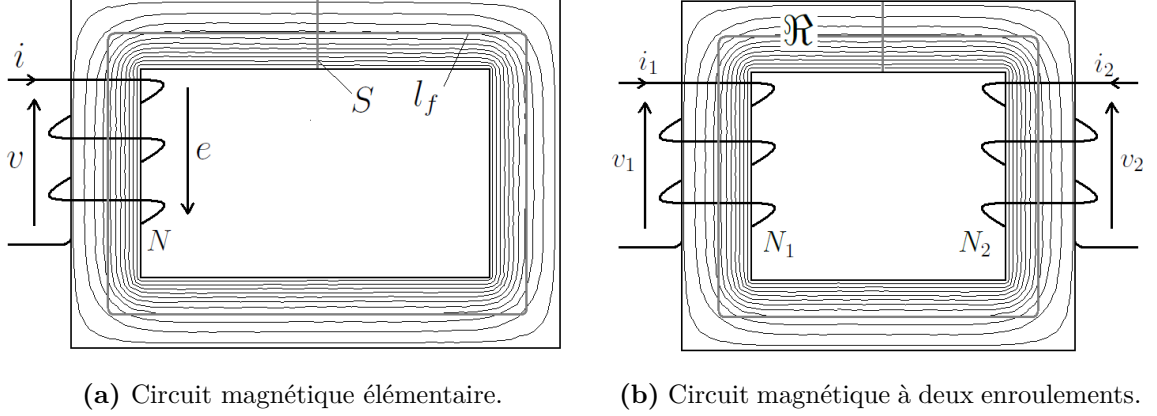 i
S
l_f
v
e
N
ℜ
i_1
i_2
v_1
v_2
N_1
N_2
(a) Circuit magnétique élémentaire.
(b) Circuit magnétique à deux enroulements.